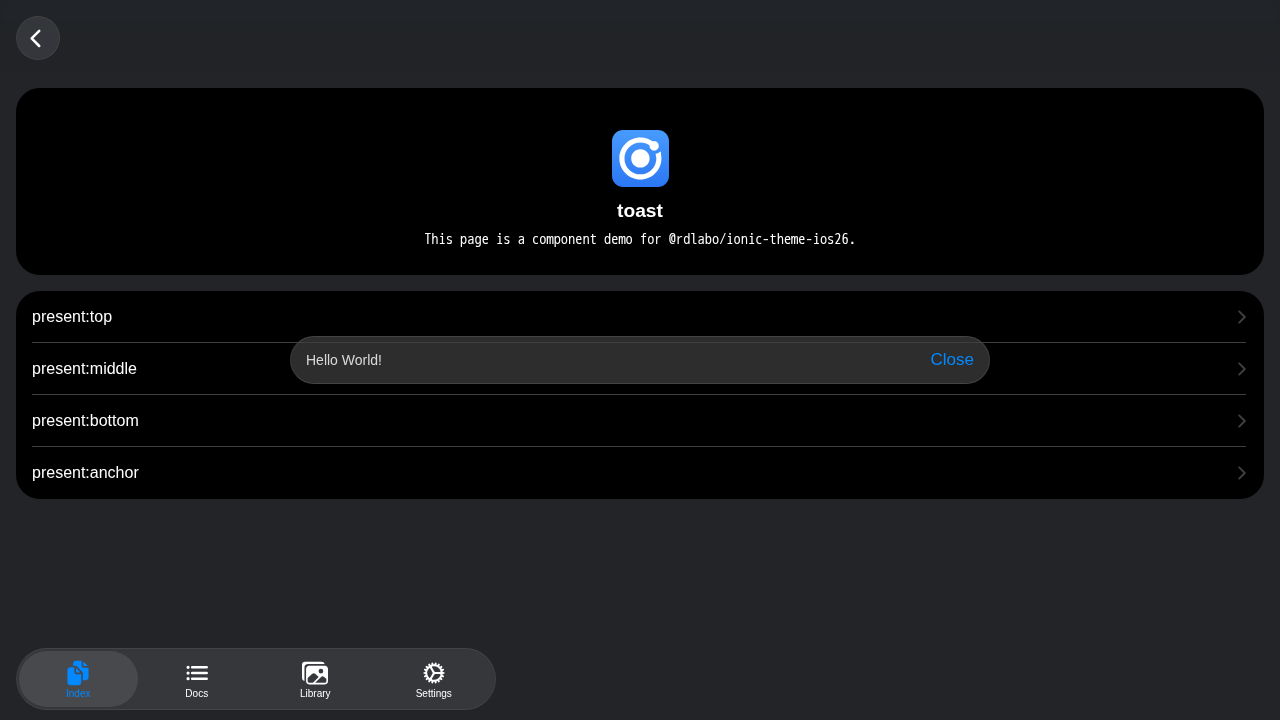 toast
This page is a component demo for @rdlabo/ionic-theme-ios26.
present:top
Hello World! Close
present:middle
present:bottom
present:anchor
Index Docs Library Settings